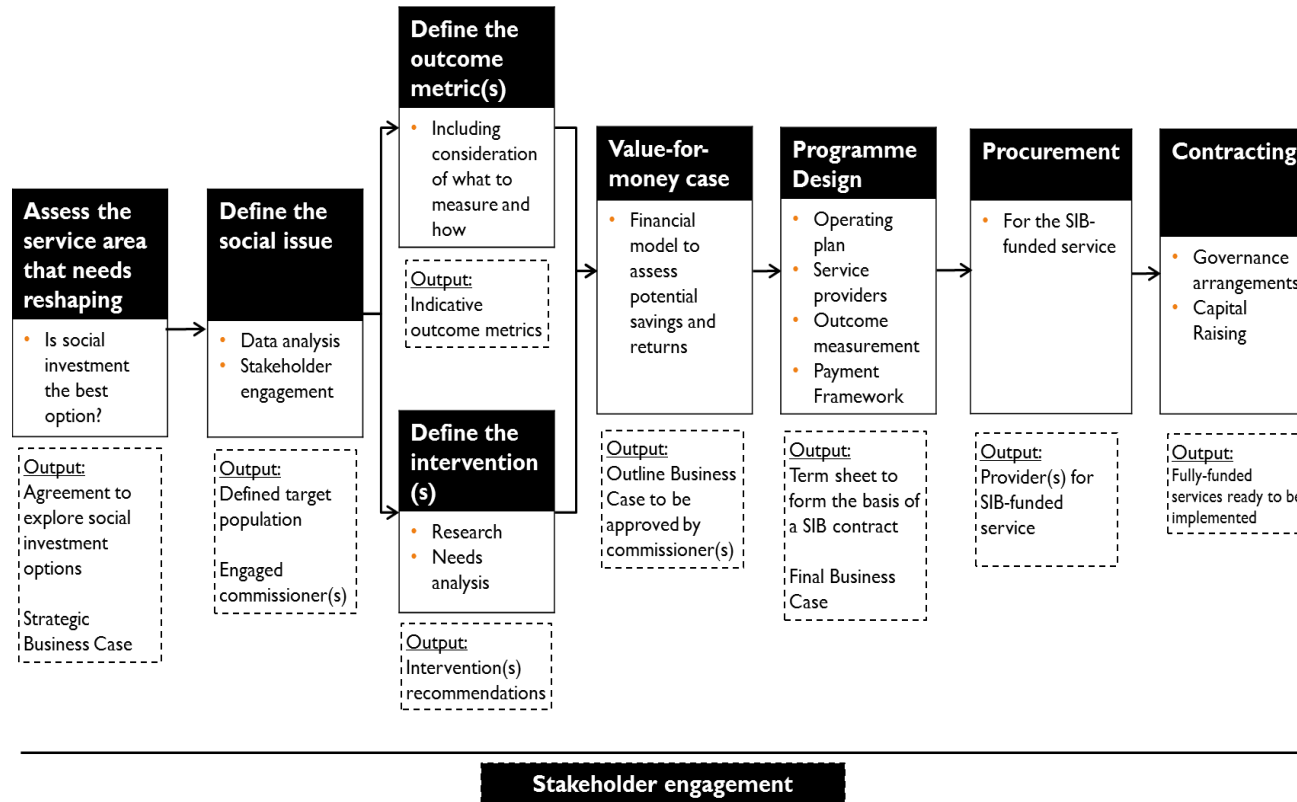 Assess the
service area
that needs
reshaping
• Is social
investment
the best
option?
Output:
Agreement to
explore social
investment
options
Strategic
Business Case
Define the
social issue
• Data analysis
• Stakeholder
engagement
Output:
Defined target
population
Engaged
commissioner(s)
Define the
outcome
metric(s)
• Including
consideration
of what to
measure and
how
Output:
Indicative
outcome metrics
Define the
intervention
(s)
• Research
• Needs
analysis
Output:
Intervention(s)
recommendations
Value-for-
money case
• Financial
model to
assess
potential
savings and
returns
Output:
Outline Business
Case to be
approved by
commissioner(s)
Programme
Design
• Operating
plan
• Service
providers
• Outcome
measurement
• Payment
Framework
Output:
Term sheet to
form the basis of
a SIB contract
Final Business
Case
Procurement
• For the SIB-
funded service
Output:
Provider(s) for
SIB-funded
service
Contracting
• Governance
arrangements
• Capital
Raising
Output:
Fully-funded
services ready to be
implemented
Stakeholder engagement